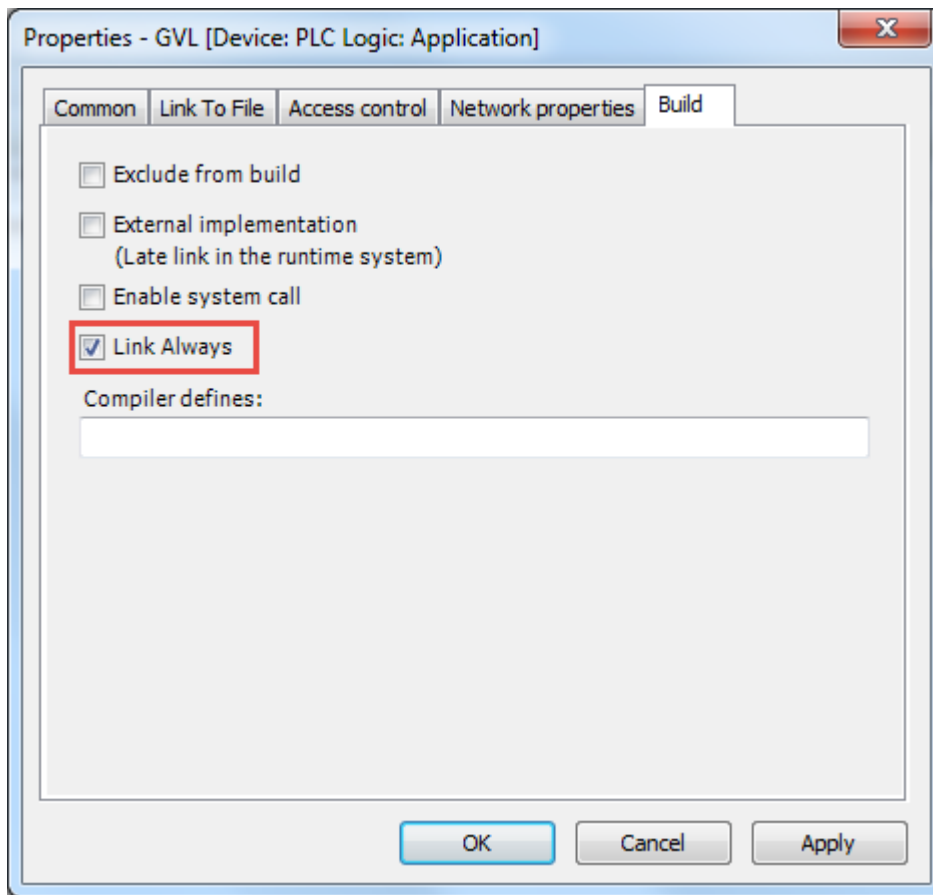 Properties - GVL [Device: PLC Logic: Application]
Common Link To File Access control Network properties Build
Exclude from build
External implementation
(Late link in the runtime system)
Enable system call
Link Always
Compiler defines:
OK Cancel Apply